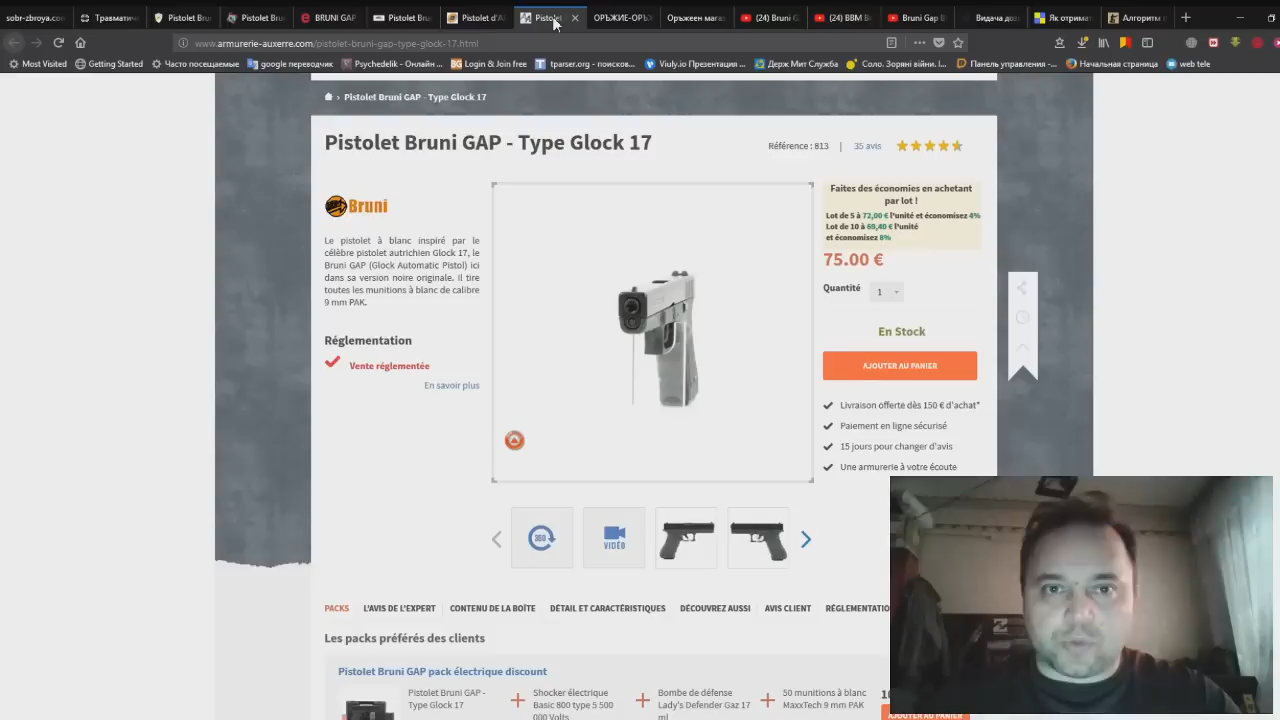 Травматич
Pistolet Bru
Pistolet Bru
BRUNI GAP
Pistolet Bru
Pistolet d'A
Pistolet
ОРЪЖИЕ-ОРЪЖ
Оръжеен магаз
(24) Bruni G
(24) BBM B
Bruni Gap B
Видача дозв
Як отримат
Алгоритм о
www.armurerie-auxerre.com/pistolet-bruni-gap-type-glock-17.html
Most Visited
Getting Started
Часто посещаемые
google переводчик
Psychedelik - Онлайн…
Login & Join free
tparser.org - поисков…
Viuly.io Презентация …
Держ Мит Служба
Соло. Зоряні війни. І…
Панель управления -…
Начальная страница
web tele
› Pistolet Bruni GAP - Type Glock 17
Pistolet Bruni GAP - Type Glock 17
Référence : 813 | 35 avis
Bruni
Le pistolet à blanc inspiré par le
célèbre pistolet autrichien Glock 17, le
Bruni GAP (Glock Automatic Pistol) ici
dans sa version noire originale. Il tire
toutes les munitions à blanc de calibre
9 mm PAK.
Réglementation
Vente réglementée
En savoir plus
Faites des économies en achetant
par lot !
Lot de 5 à 72,00 € l'unité et économisez 4%
Lot de 10 à 69,40 € l'unité
et économisez 8%
75.00 €
Quantité 1
En Stock
AJOUTER AU PANIER
Livraison offerte dès 150 € d'achat*
Paiement en ligne sécurisé
15 jours pour changer d'avis
Une armurerie à votre écoute
360
VIDÉO
PACKS
L'AVIS DE L'EXPERT
CONTENU DE LA BOÎTE
DÉTAIL ET CARACTÉRISTIQUES
DÉCOUVREZ AUSSI
AVIS CLIENT
RÉGLEMENTATIO
Les packs préférés des clients
Pistolet Bruni GAP pack électrique discount
Pistolet Bruni GAP -
Type Glock 17
Shocker électrique
Basic 800 type 5 500
000 Volts
Bombe de défense
Lady's Defender Gaz 17
ml
50 munitions à blanc
MaxxTech 9 mm PAK
AJOUTER AU PANIER